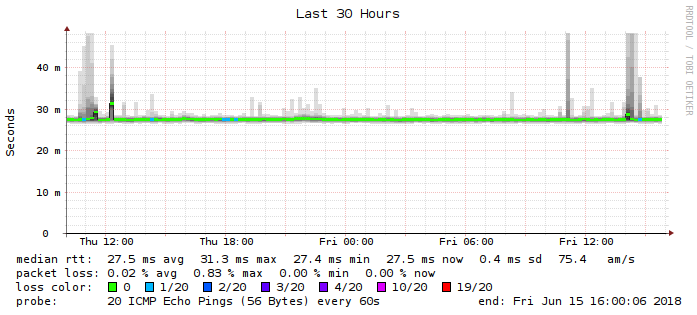 Last 30 Hours
RRDTOOL / TOBI OETIKER
Seconds
40 m
30 m
20 m
10 m
0
Thu 12:00 Thu 18:00 Fri 00:00 Fri 06:00 Fri 12:00
median rtt: 27.5 ms avg 31.3 ms max 27.4 ms min 27.5 ms now 0.4 ms sd 75.4 am/s
packet loss: 0.02 % avg 0.83 % max 0.00 % min 0.00 % now
loss color: 0 1/20 2/20 3/20 4/20 10/20 19/20
probe: 20 ICMP Echo Pings (56 Bytes) every 60s end: Fri Jun 15 16:00:06 2018